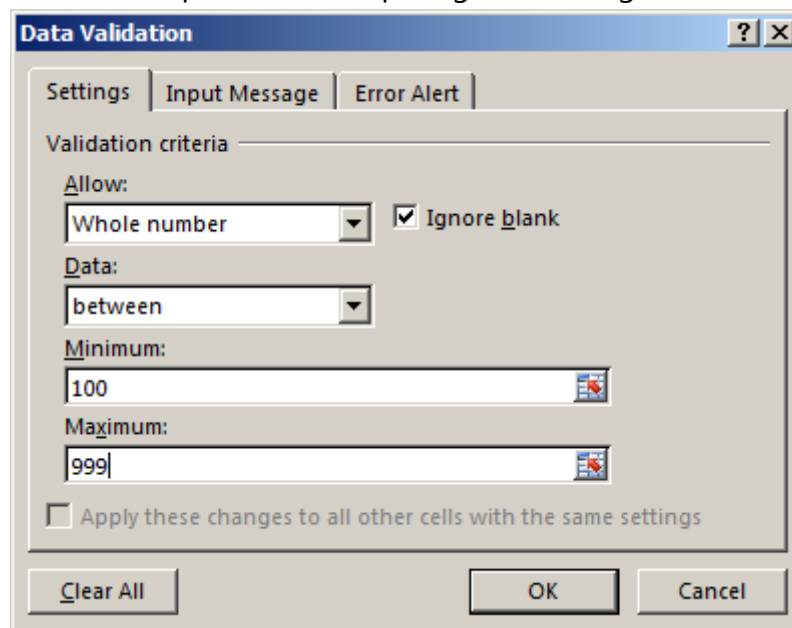 Data Validation
Settings Input Message Error Alert
Validation criteria
Allow:
Whole number Ignore blank
Data:
between
Minimum:
100
Maximum:
999
Apply these changes to all other cells with the same settings
Clear All OK Cancel